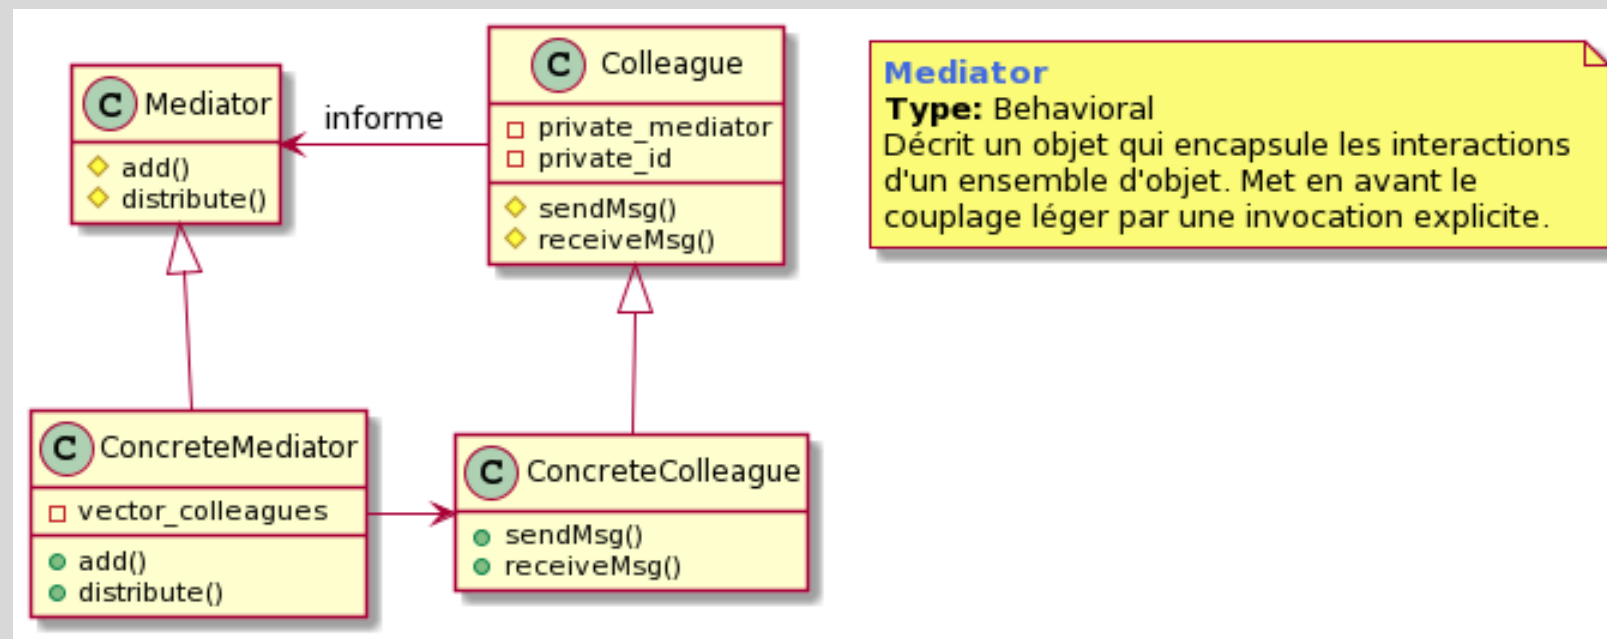 C Mediator
add()
distribute()
informe
C Colleague
private_mediator
private_id
sendMsg()
receiveMsg()
Mediator
Type: Behavioral
Décrit un objet qui encapsule les interactions
d'un ensemble d'objet. Met en avant le
couplage léger par une invocation explicite.
C ConcreteMediator
vector_colleagues
add()
distribute()
C ConcreteColleague
sendMsg()
receiveMsg()